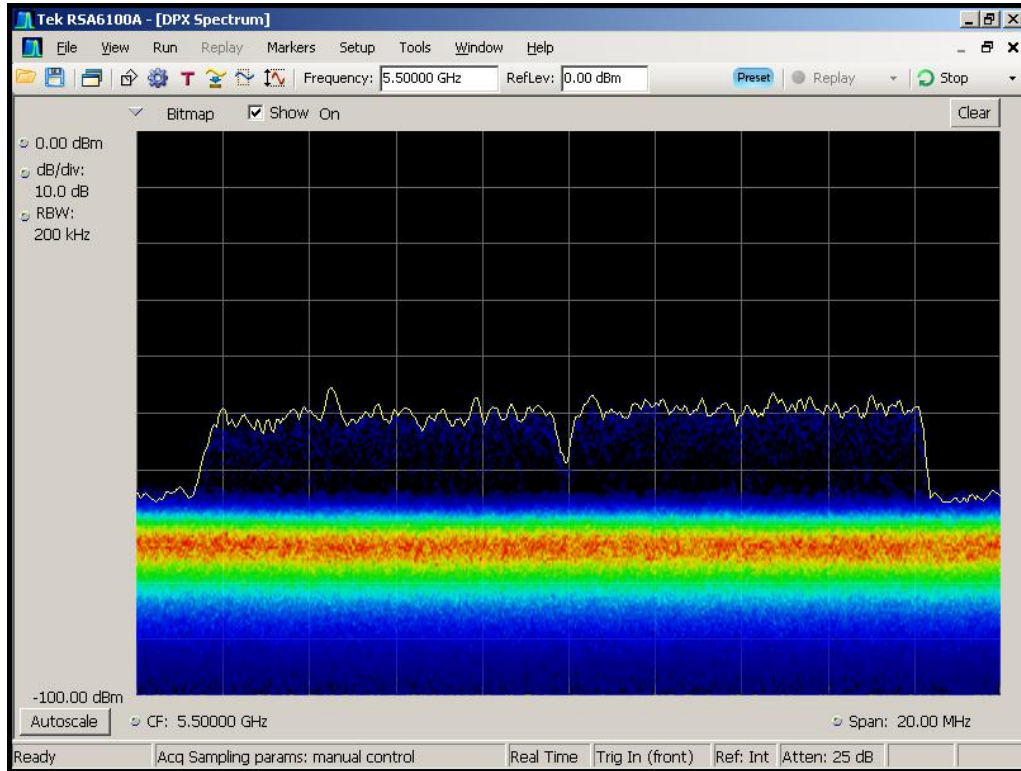 Tek RSA6100A - [DPX Spectrum]
File View Run Replay Markers Setup Tools Window Help
T Frequency: 5.50000 GHz RefLev: 0.00 dBm Preset Replay Stop
Bitmap Show On Clear
0.00 dBm
dB/div:
10.0 dB
RBW:
200 kHz
-100.00 dBm
Autoscale CF: 5.50000 GHz Span: 20.00 MHz
Ready Acq Sampling params: manual control Real Time Trig In (front) Ref: Int Atten: 25 dB